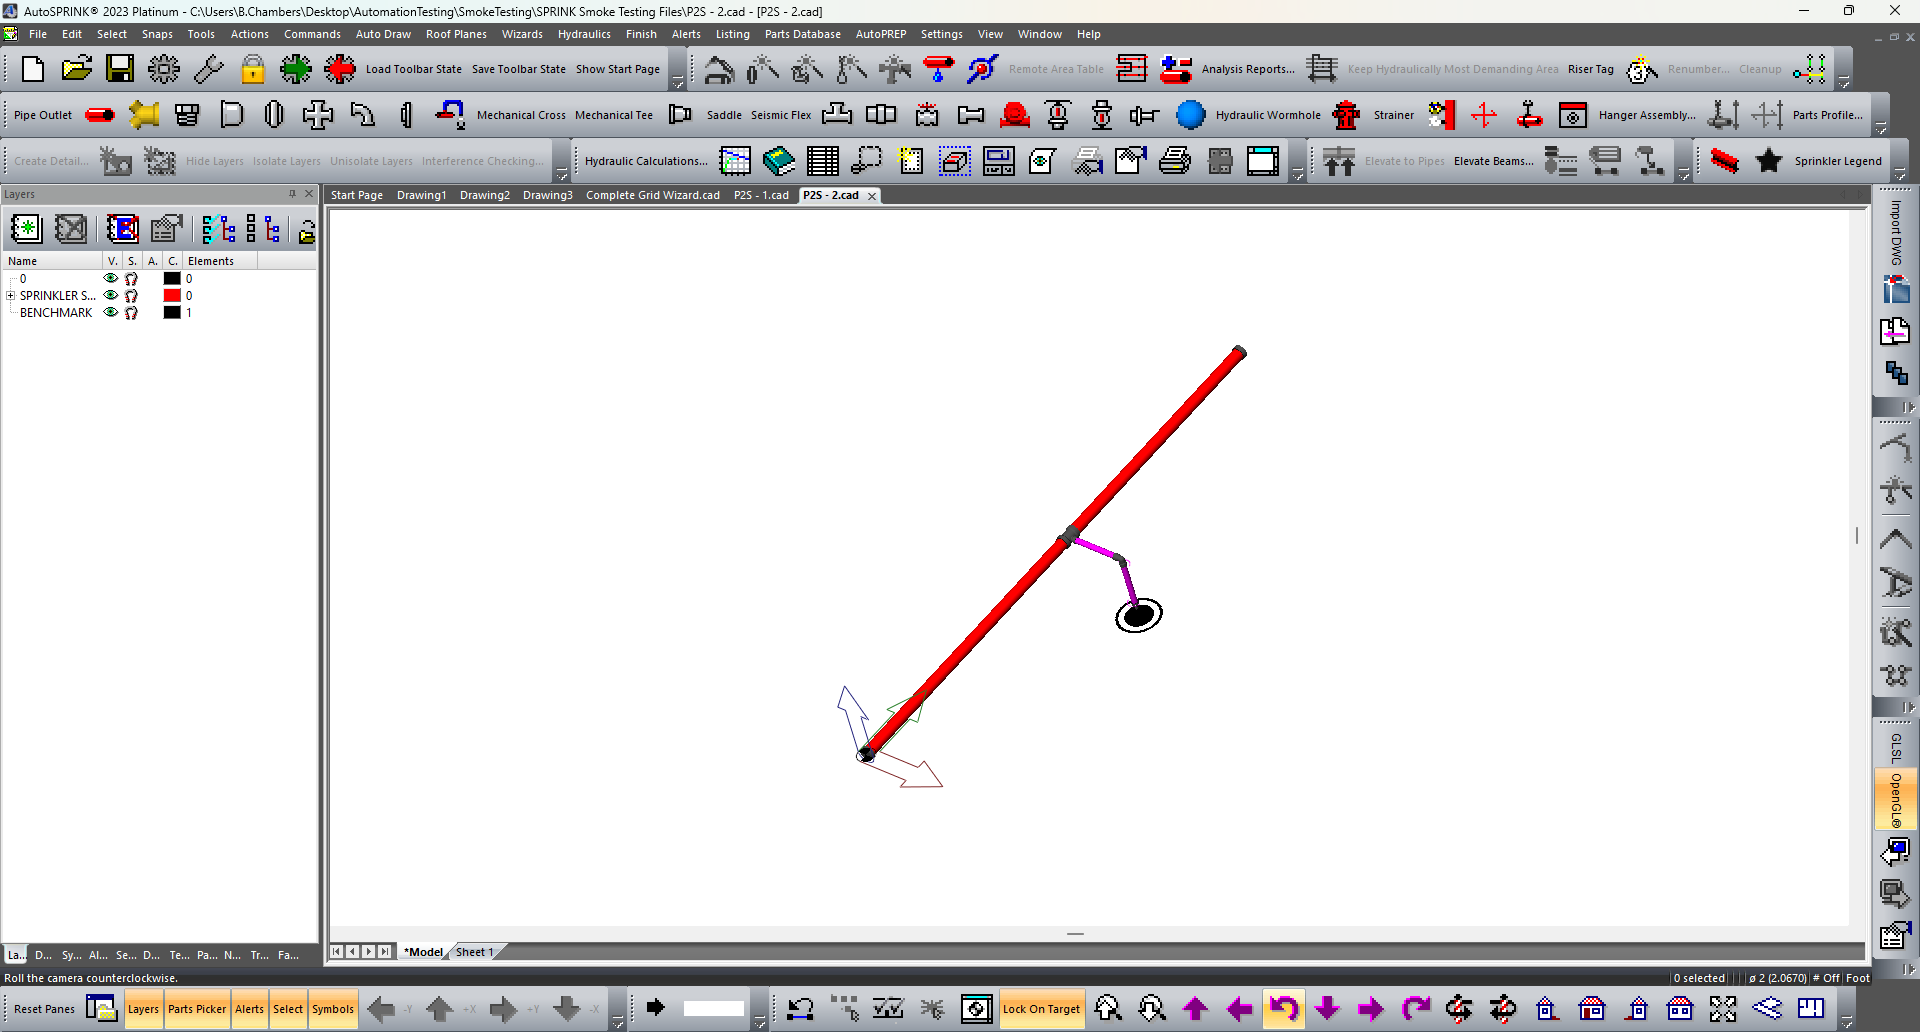 AutoSPRINK® 2023 Platinum - C:\Users\B.Chambers\Desktop\AutomationTesting\SmokeTesting\SPRINK Smoke Testing Files\P2S - 2.cad - [P2S - 2.cad]
File Edit Select Snaps Tools Actions Commands Auto Draw Roof Planes Wizards Hydraulics Finish Alerts Listing Parts Database AutoPREP Settings View Window Help
Load Toolbar State Save Toolbar State Show Start Page Remote Area Table Analysis Reports... Keep Hydraulically Most Demanding Area Riser Tag Renumber... Cleanup
Pipe Outlet Mechanical Cross Mechanical Tee Saddle Seismic Flex Hydraulic Wormhole Strainer Hanger Assembly... Parts Profile...
Create Detail... Hide Layers Isolate Layers Unisolate Layers Interference Checking... Hydraulic Calculations... Elevate to Pipes Elevate Beams... Sprinkler Legend
Layers
Start Page Drawing1 Drawing2 Drawing3 Complete Grid Wizard.cad P2S - 1.cad P2S - 2.cad
Import DWG
Name V. S. A. C. Elements
0 0
SPRINKLER S... 0
BENCHMARK 1
GLSL
OpenGL®
*Model Sheet 1
La... D... Sy... Al... Se... D... Te... Pa... N... Tr... Fa...
Roll the camera counterclockwise.
0 selected ø 2 (2.0670) # Off Foot
Reset Panes Layers Parts Picker Alerts Select Symbols -Y +X +Y -X Lock On Target